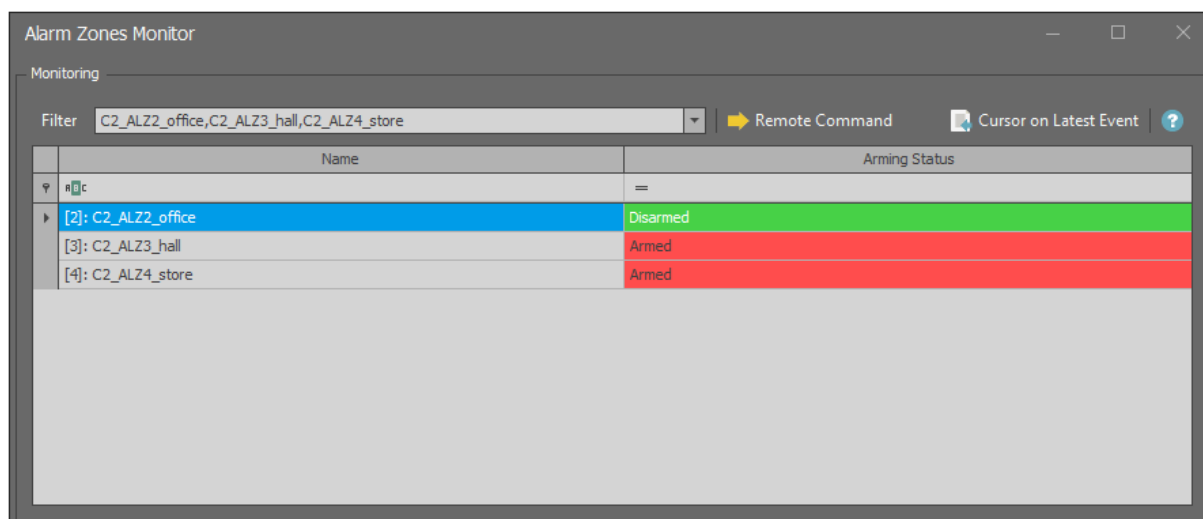 Alarm Zones Monitor
Monitoring
Filter C2_ALZ2_office,C2_ALZ3_hall,C2_ALZ4_store Remote Command Cursor on Latest Event ?
Name Arming Status
ABC =
[2]: C2_ALZ2_office Disarmed
[3]: C2_ALZ3_hall Armed
[4]: C2_ALZ4_store Armed